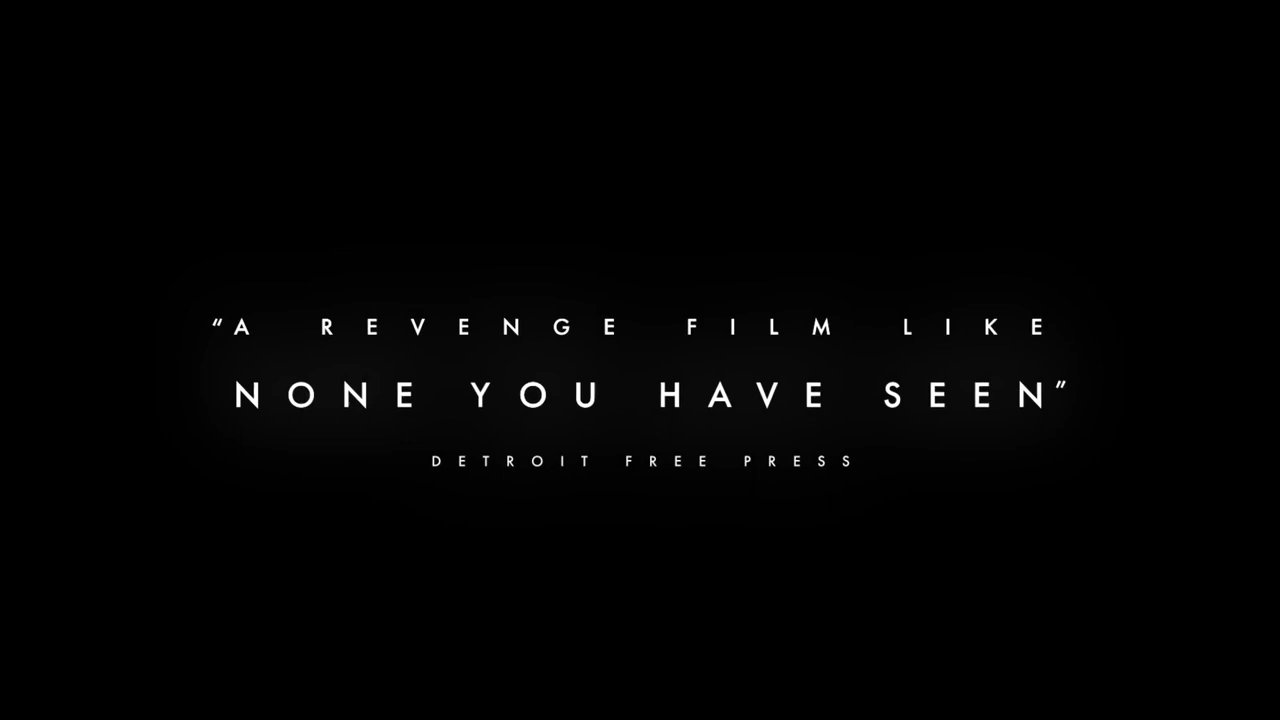 “A REVENGE FILM LIKE
NONE YOU HAVE SEEN”
DETROIT FREE PRESS